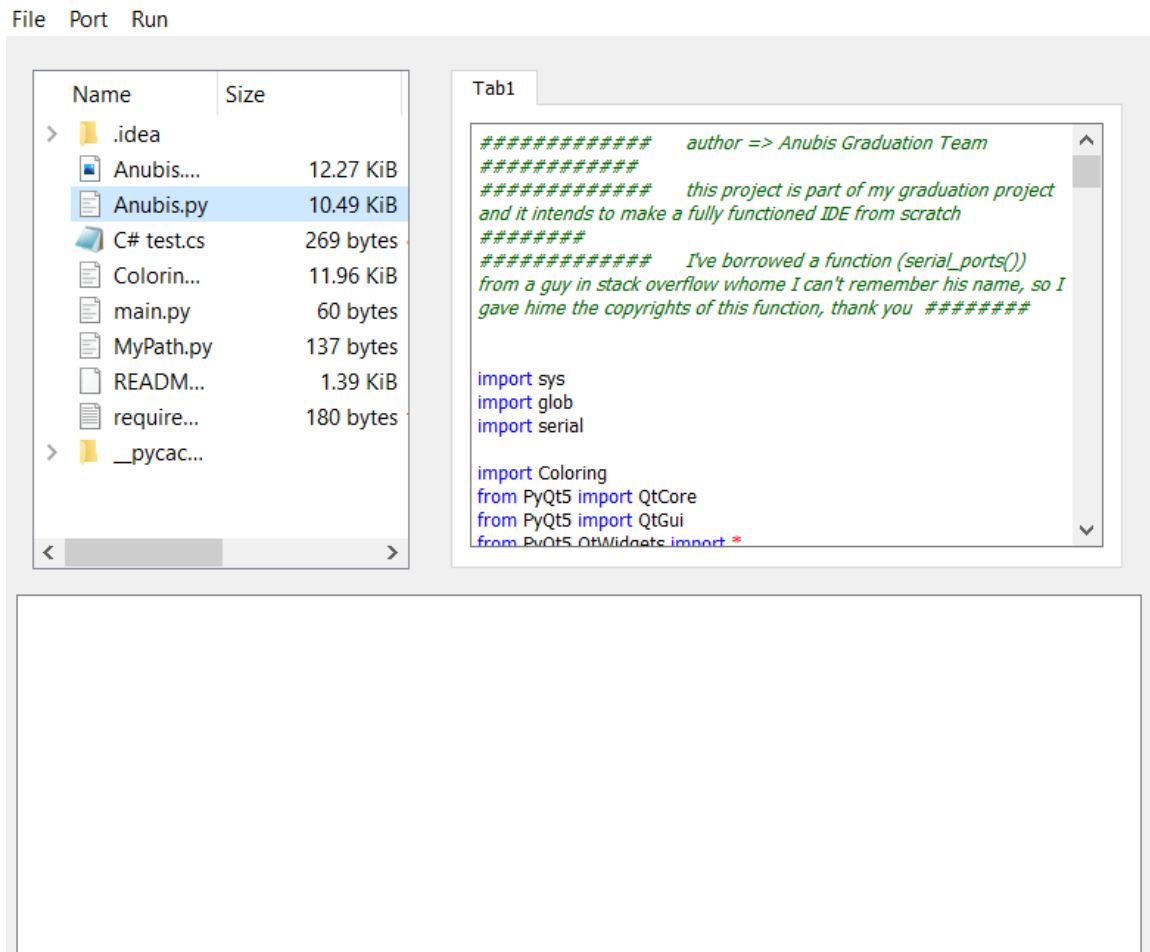 File Port Run
Name Size
.idea
Anubis.... 12.27 KiB
Anubis.py 10.49 KiB
C# test.cs 269 bytes
Colorin... 11.96 KiB
main.py 60 bytes
MyPath.py 137 bytes
READM... 1.39 KiB
require... 180 bytes
__pycac...
Tab1
############# author => Anubis Graduation Team
############
############# this project is part of my graduation project
and it intends to make a fully functioned IDE from scratch
########
############# I've borrowed a function (serial_ports())
from a guy in stack overflow whome I can't remember his name, so I
gave hime the copyrights of this function, thank you ########
import sys
import glob
import serial
import Coloring
from PyQt5 import QtCore
from PyQt5 import QtGui
from PyQt5.QtWidgets import *